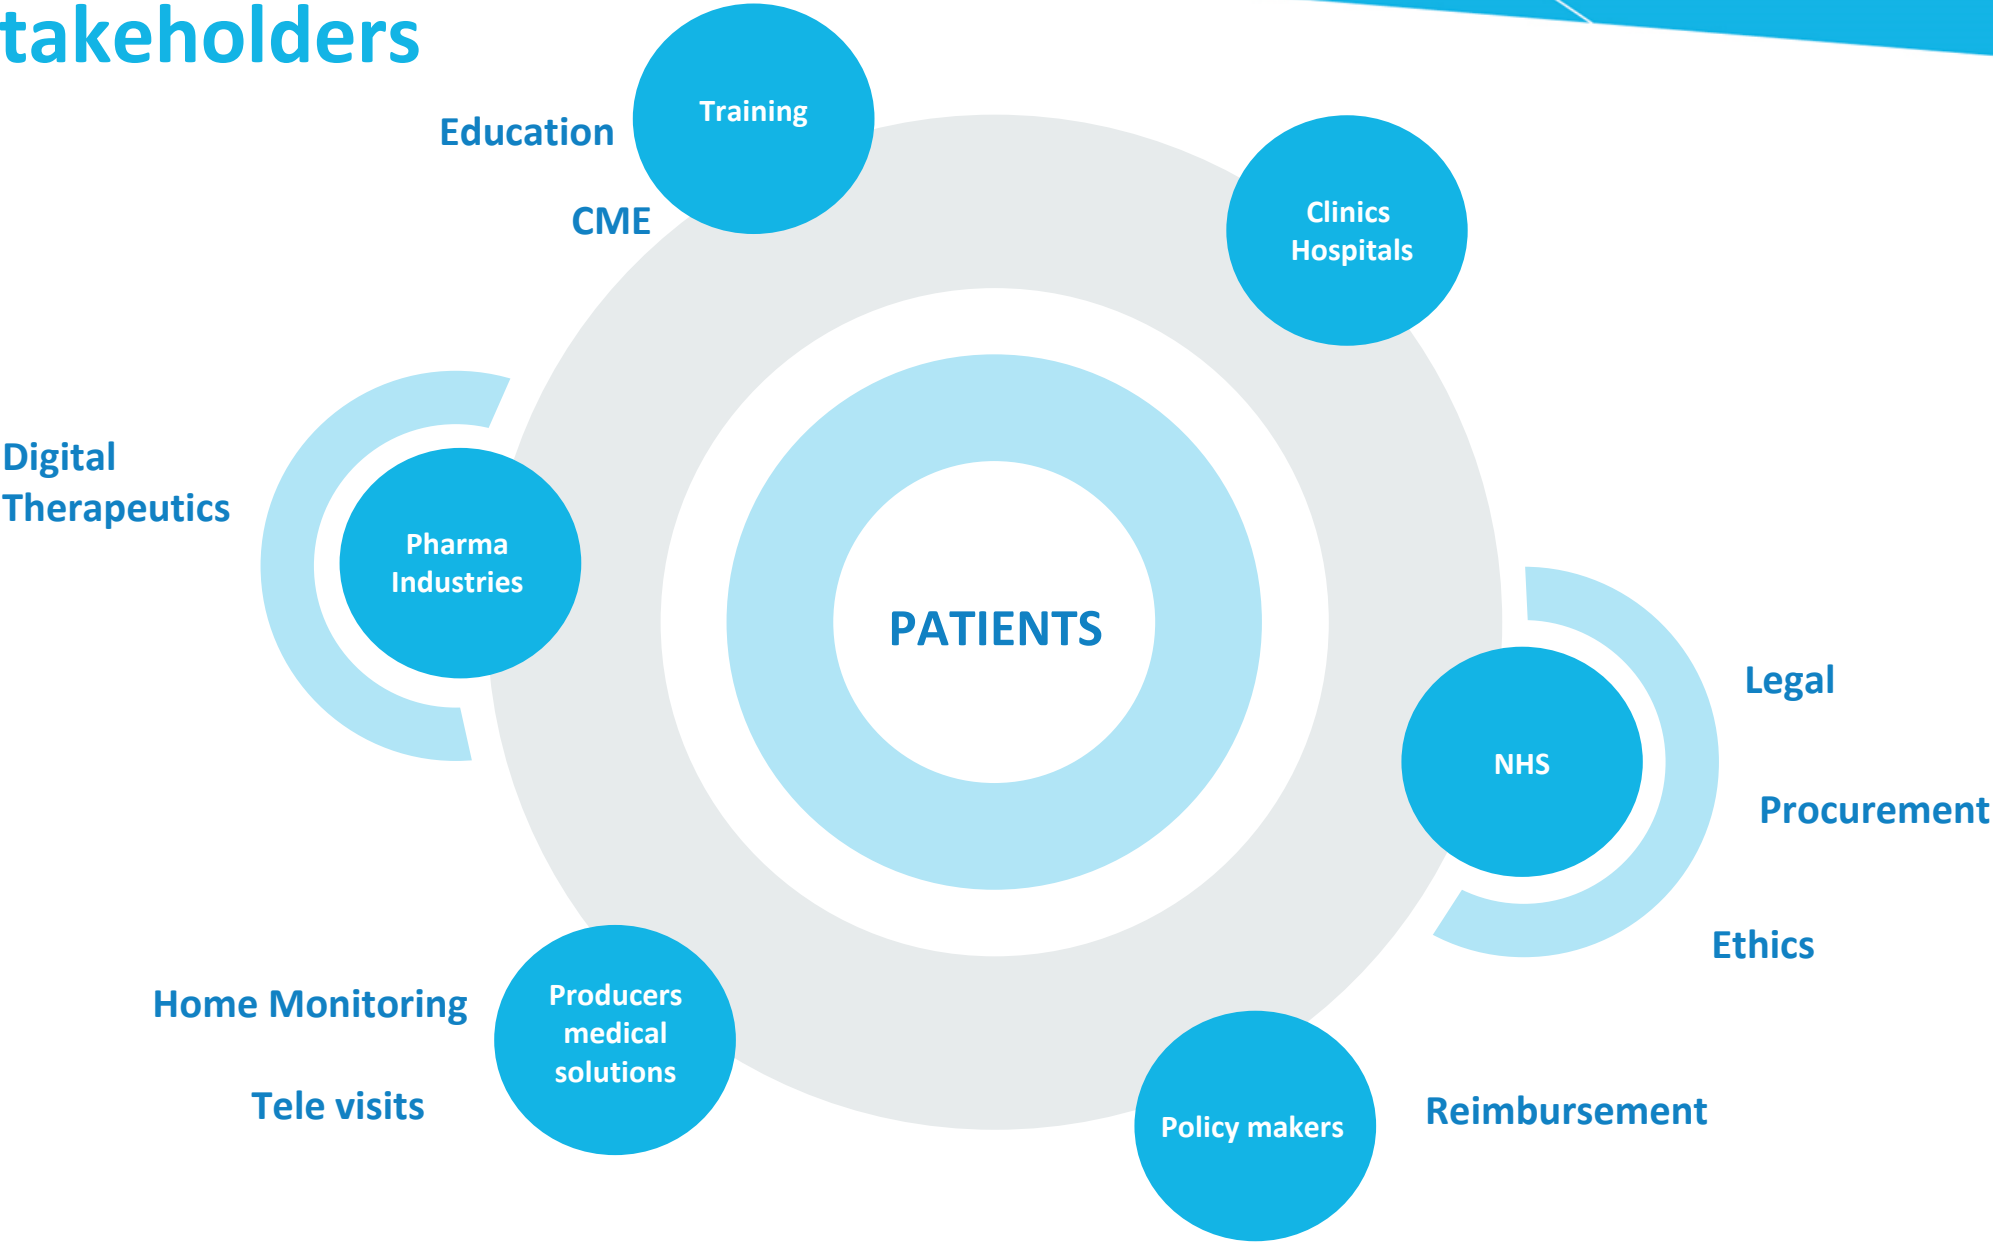 takeholders
Training
Education
CME
Clinics
Hospitals
Digital
Therapeutics
Pharma
Industries
PATIENTS
Legal
NHS
Procurement
Ethics
Home Monitoring
Producers
medical
solutions
Tele visits
Policy makers
Reimbursement